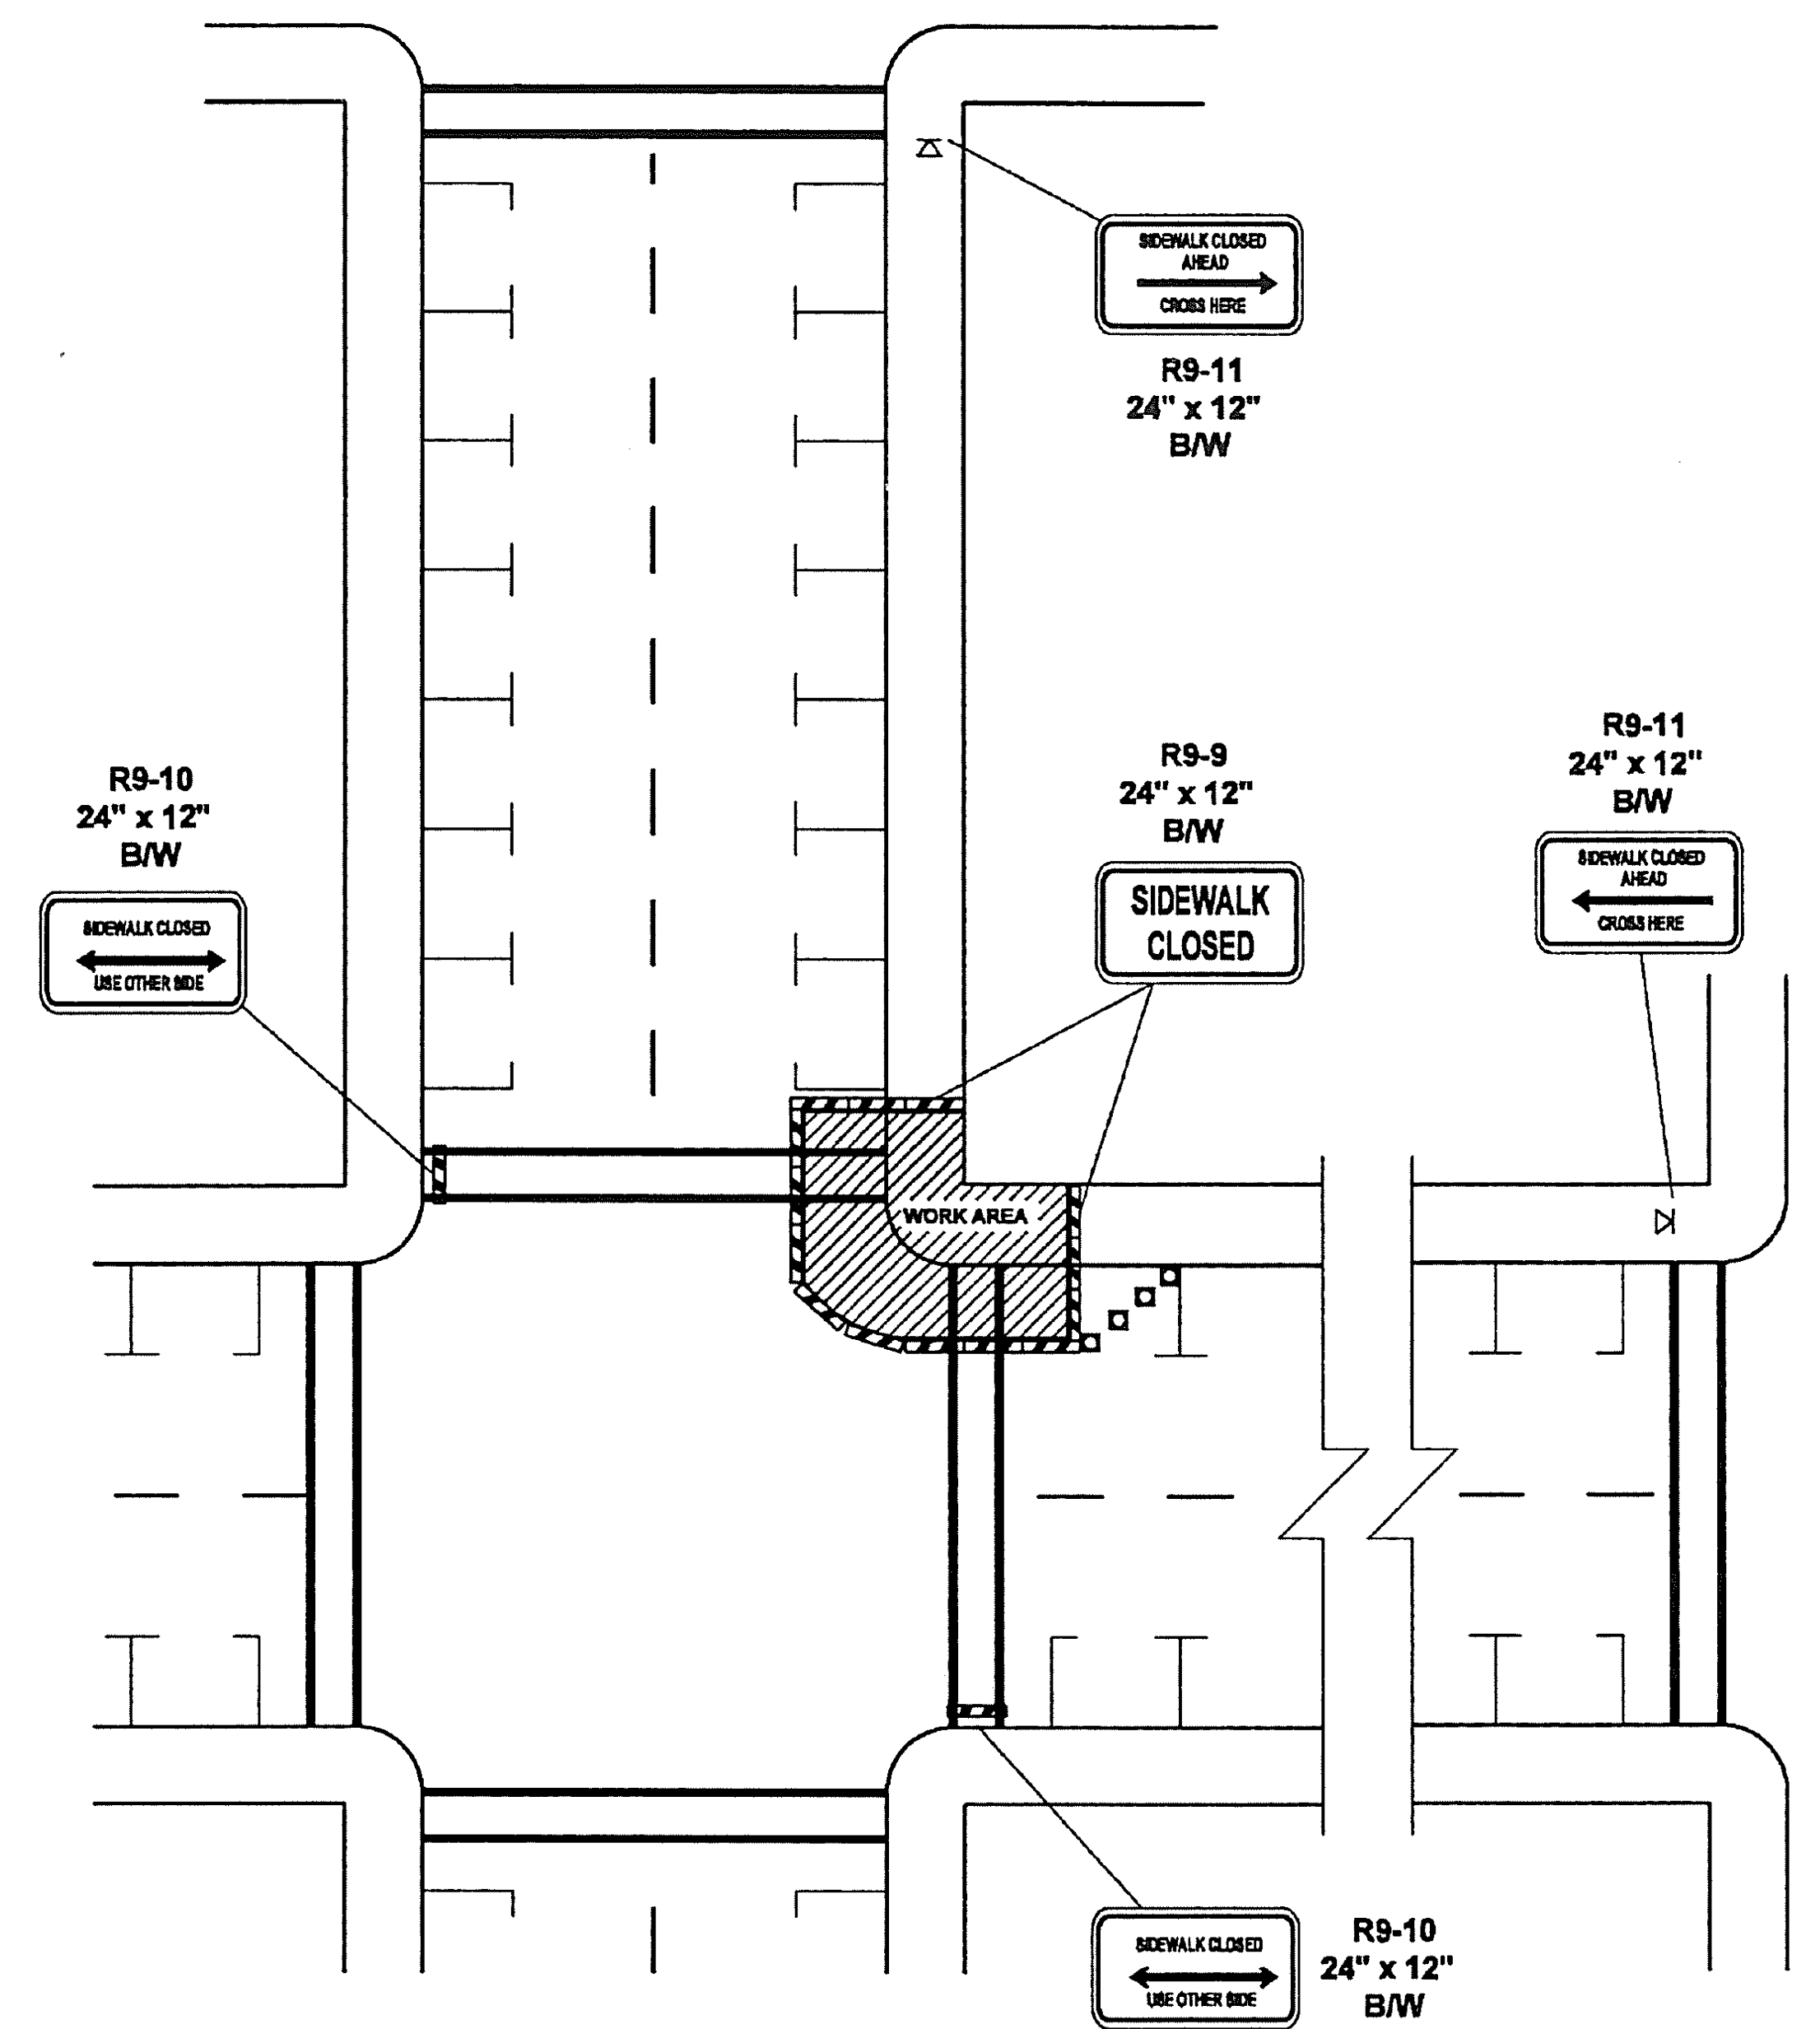 SIDEWALK CLOSED
AHEAD
CROSS HERE
R9-11
24" x 12"
B/W
R9-10
24" x 12"
B/W
SIDEWALK CLOSED
USE OTHER SIDE
R9-9
24" x 12"
B/W
SIDEWALK
CLOSED
R9-11
24" x 12"
B/W
SIDEWALK CLOSED
AHEAD
CROSS HERE
WORK AREA
SIDEWALK CLOSED
USE OTHER SIDE
R9-10
24" x 12"
B/W